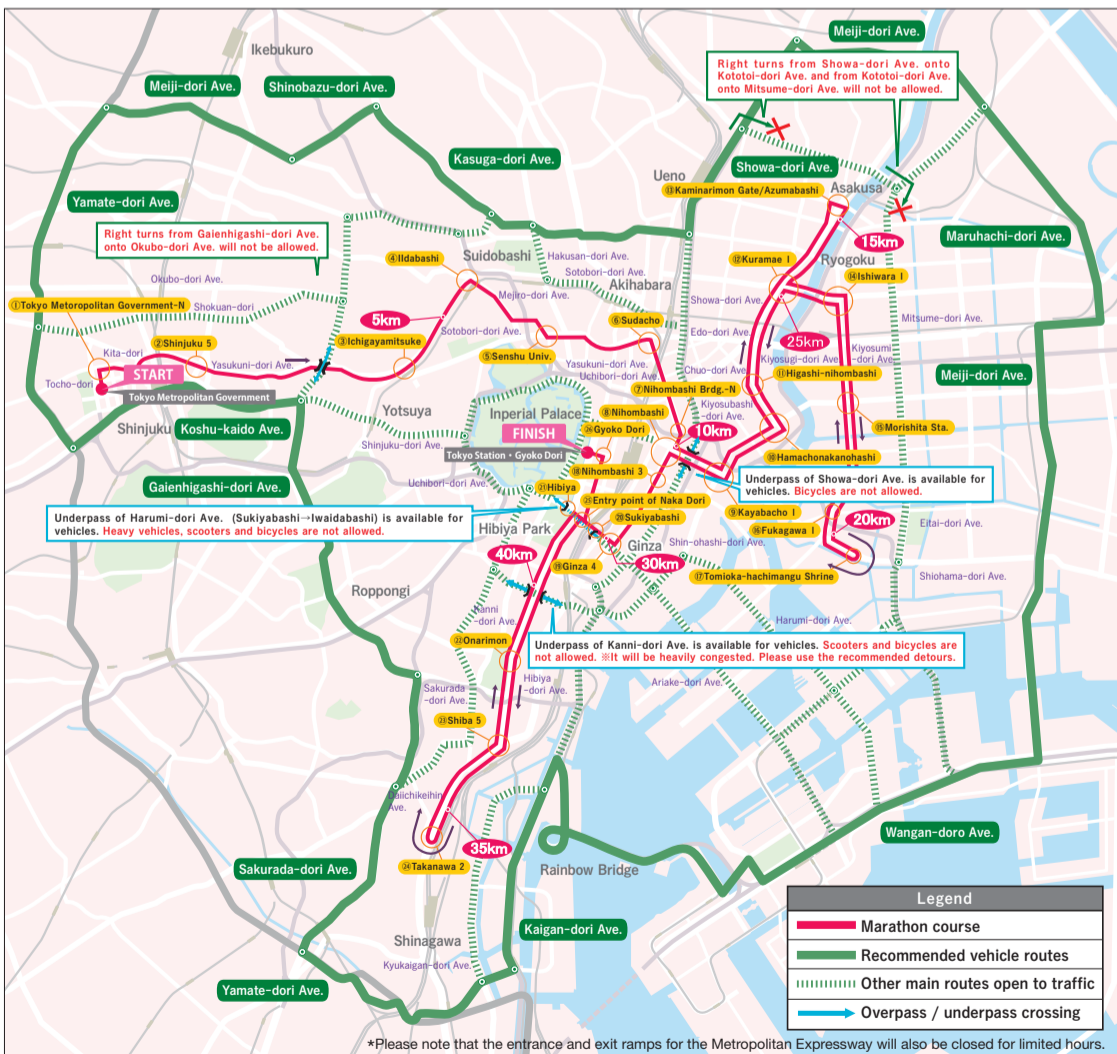 Ikebukuro
Meiji-dori Ave.
Meiji-dori Ave.
Shinobazu-dori Ave.
Right turns from Showa-dori Ave. onto
Kototoi-dori Ave. and from Kototoi-dori Ave.
onto Mitsume-dori Ave. will not be allowed.
Kasuga-dori Ave.
Ueno
Showa-dori Ave.
⑬Kaminarimon Gate/Azumabashi
Asakusa
15km
Yamate-dori Ave.
Right turns from Gaienhigashi-dori Ave.
onto Okubo-dori Ave. will not be allowed.
Maruhachi-dori Ave.
④Iidabashi
Suidobashi
Hakusan-dori Ave.
Sotobori-dori Ave.
Akihabara
⑫Kuramae 1
Ryogoku
⑭Ishiwara 1
Okubo-dori Ave.
Shokuan-dori
Mejiro-dori Ave.
①Tokyo Metoropolitan Government-N
5km
Sotobori-dori Ave.
⑥Sudacho
Showa-dori Ave.
Edo-dori Ave.
25km
Mitsume-dori Ave.
②Shinjuku 5
③Ichigayamitsuke
Kita-dori
Yasukuni-dori Ave.
⑤Senshu Univ.
Yasukuni-dori Ave.
Uchibori-dori Ave.
Chuo-dori Ave.
Kiyosugi-dori Ave.
Kiyosumi
-dori Ave.
⑪Higashi-nihombashi
Meiji-dori Ave.
START
Tocho-dori
Tokyo Metropolitan Government
⑦Nihombashi Brdg.-N
Kiyosubashi
-dori Ave.
Yotsuya
Inperial Palace
⑧Nihombashi
⑮Morishita Sta.
Shinjuku
Koshu-kaido Ave.
Shinjuku-dori Ave.
FINISH
㉖Gyoko Dori
10km
Tokyo Station・Gyoko Dori
⑩Hamachonakanohashi
⑱Nihombashi 3
Uchibori-dori Ave.
Gaienhigashi-dori Ave.
㉑Hibiya
㉕Entry point of Naka Dori
Underpass of Showa-dori Ave. is available for
vehicles. Bicycles are not allowed.
Underpass of Harumi-dori Ave. (Sukiyabashi→Iwaidabashi) is available for
vehicles. Heavy vehicles, scooters and bicycles are not allowed.
⑳Sukiyabashi
⑨Kayabacho 1
⑯Fukagawa 1
20km
Eitai-dori Ave.
Hibiya Park
Ginza
Shin-ohashi-dori Ave.
40km
⑲Ginza 4
30km
⑰Tomioka-hachimangu Shrine
Shiohama-dori Ave.
Roppongi
Kanni
-dori Ave.
Harumi-dori Ave.
㉒Onarimon
Underpass of Kanni-dori Ave. is available for vehicles. Scooters and bicycles are
not allowed. ※It will be heavily congested. Please use the recommended detours.
Sakurada
-dori Ave.
Hibiya
-dori Ave.
Ariake-dori Ave.
㉓Shiba 5
Daiichikeihin
Ave.
Wangan-doro Ave.
35km
Sakurada-dori Ave.
㉔Takanawa 2
Rainbow Bridge
Shinagawa
Kaigan-dori Ave.
Kyukaigan-dori Ave.
Yamate-dori Ave.
Legend
Marathon course
Recommended vehicle routes
Other main routes open to traffic
Overpass / underpass crossing
*Please note that the entrance and exit ramps for the Metropolitan Expressway will also be closed for limited hours.